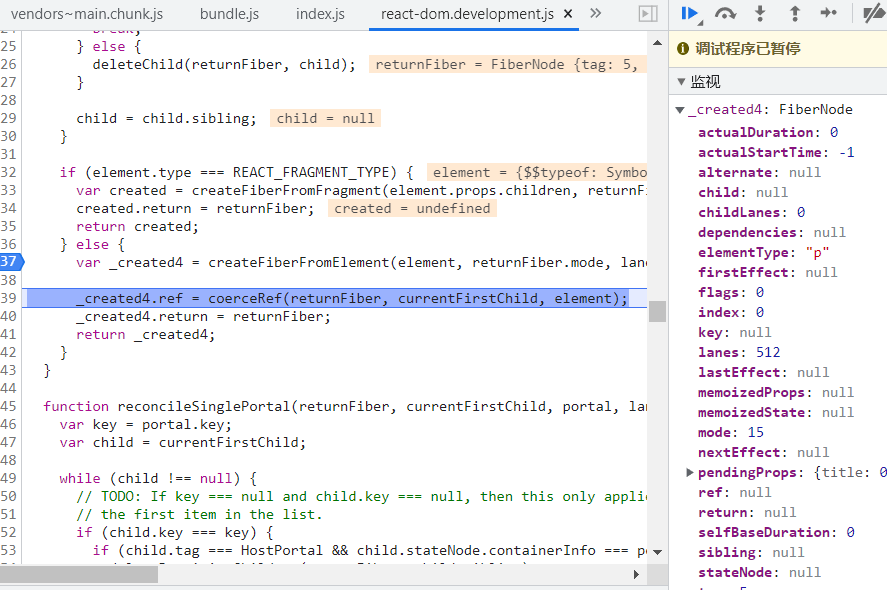 vendors~main.chunk.js bundle.js index.js react-dom.development.js × »
25 } else {
26 deleteChild(returnFiber, child); returnFiber = FiberNode {tag: 5,
27 }
28
29 child = child.sibling; child = null
30 }
31
32 if (element.type === REACT_FRAGMENT_TYPE) { element = {$$typeof: Symbo
33 var created = createFiberFromFragment(element.props.children, returnFi
34 created.return = returnFiber; created = undefined
35 return created;
36 } else {
37 var _created4 = createFiberFromElement(element, returnFiber.mode, lan
38
39 _created4.ref = coerceRef(returnFiber, currentFirstChild, element);
40 _created4.return = returnFiber;
41 return _created4;
42 }
43 }
44
45 function reconcileSinglePortal(returnFiber, currentFirstChild, portal, lan
46 var key = portal.key;
47 var child = currentFirstChild;
48
49 while (child !== null) {
50 // TODO: If key === null and child.key === null, then this only applie
51 // the first item in the list.
52 if (child.key === key) {
53 if (child.tag === HostPortal && child.stateNode.containerInfo === po
调试程序已暂停
监视
_created4: FiberNode
actualDuration: 0
actualStartTime: -1
alternate: null
child: null
childLanes: 0
dependencies: null
elementType: "p"
firstEffect: null
flags: 0
index: 0
key: null
lanes: 512
lastEffect: null
memoizedProps: null
memoizedState: null
mode: 15
nextEffect: null
pendingProps: {title: 0
ref: null
return: null
selfBaseDuration: 0
sibling: null
stateNode: null